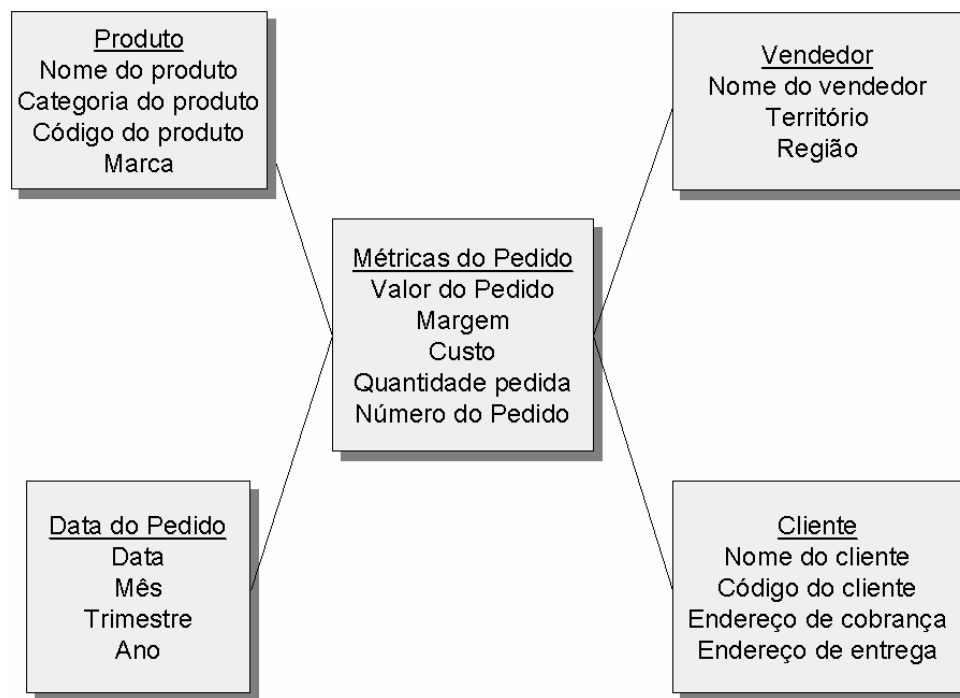 Produto
Nome do produto
Categoria do produto
Código do produto
Marca
Vendedor
Nome do vendedor
Território
Região
Métricas do Pedido
Valor do Pedido
Margem
Custo
Quantidade pedida
Número do Pedido
Data do Pedido
Data
Mês
Trimestre
Ano
Cliente
Nome do cliente
Código do cliente
Endereço de cobrança
Endereço de entrega